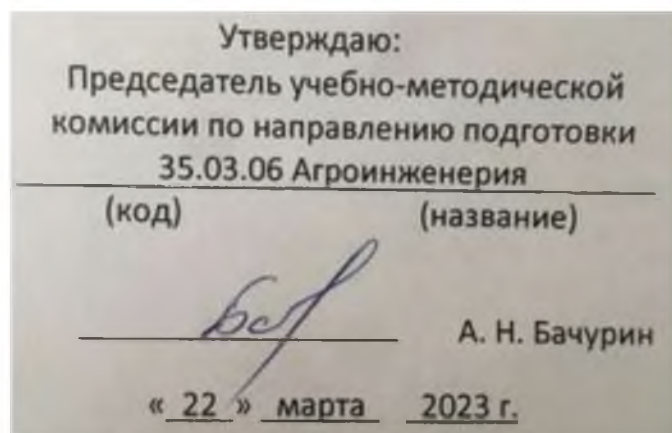 Утверждаю:
Председатель учебно-методической
комиссии по направлению подготовки
35.03.06 Агроинженерия
(код) (название)
А. Н. Бачурин
« 22 » марта 2023 г.